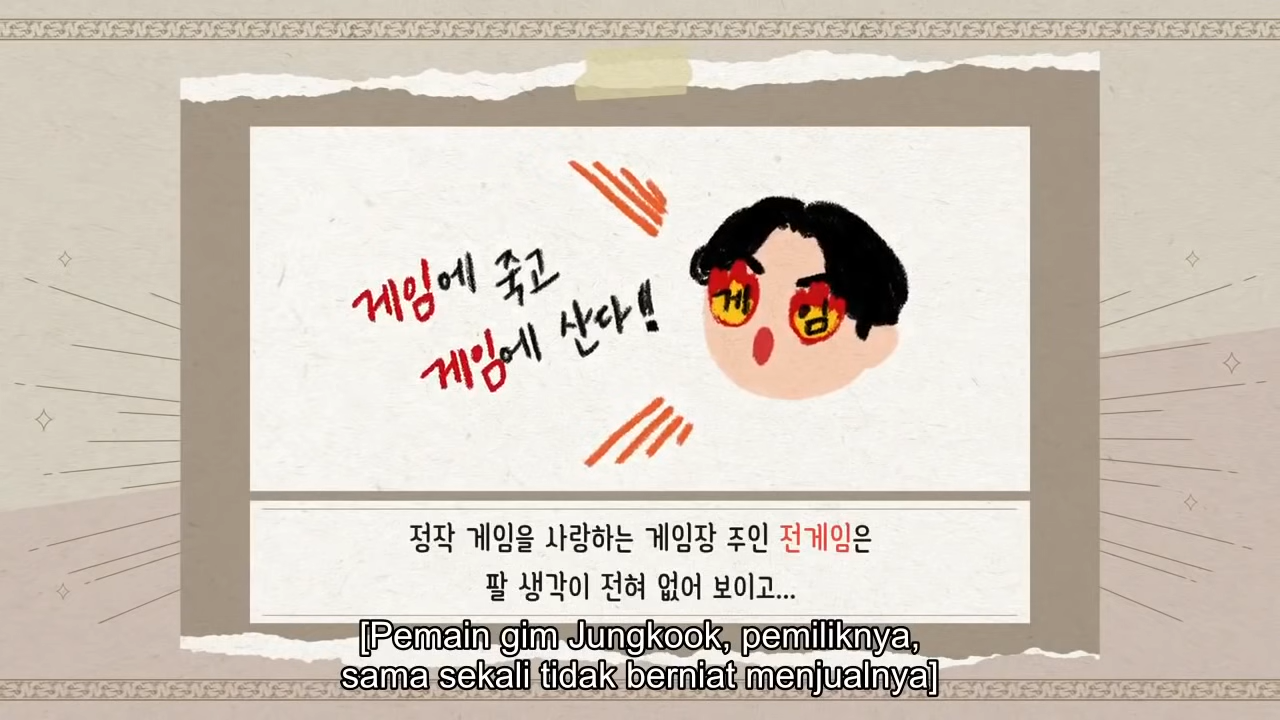 게임에 죽고
게임에 산다!!
게 임
정작 게임을 사랑하는 게임장 주인 전게임은
팔 생각이 전혀 없어 보이고...
[Pemain gim Jungkook, pemiliknya,
sama sekali tidak berniat menjualnya]